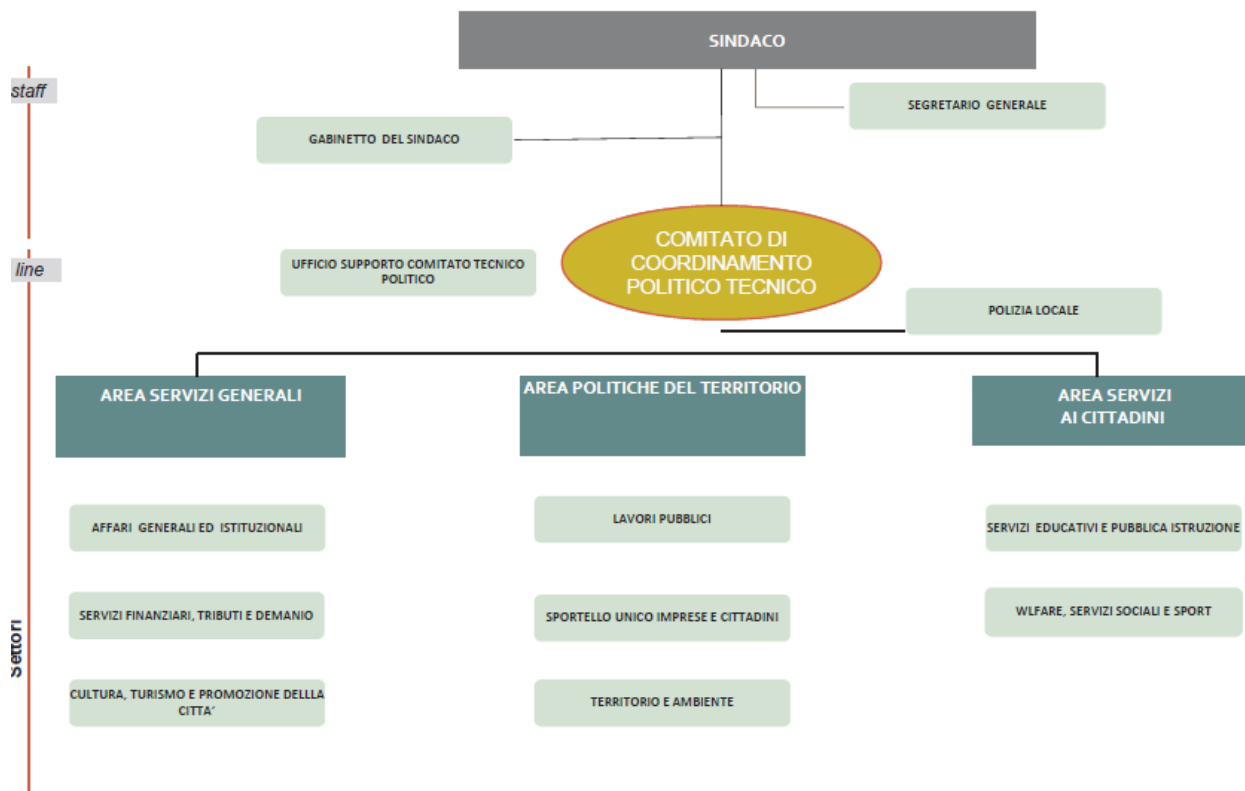 SINDACO
staff
SEGRETARIO GENERALE
GABINETTO DEL SINDACO
COMITATO DI
COORDINAMENTO
POLITICO TECNICO
line
UFFICIO SUPPORTO COMITATO TECNICO
POLITICO
POLIZIA LOCALE
AREA SERVIZI GENERALI
AREA POLITICHE DEL TERRITORIO
AREA SERVIZI
AI CITTADINI
Settori
AFFARI GENERALI ED ISTITUZIONALI
LAVORI PUBBLICI
SERVIZI EDUCATIVI E PUBBLICA ISTRUZIONE
SERVIZI FINANZIARI, TRIBUTI E DEMANIO
SPORTELLO UNICO IMPRESE E CITTADINI
WLFARE, SERVIZI SOCIALI E SPORT
CULTURA, TURISMO E PROMOZIONE DELLLA
CITTA'
TERRITORIO E AMBIENTE